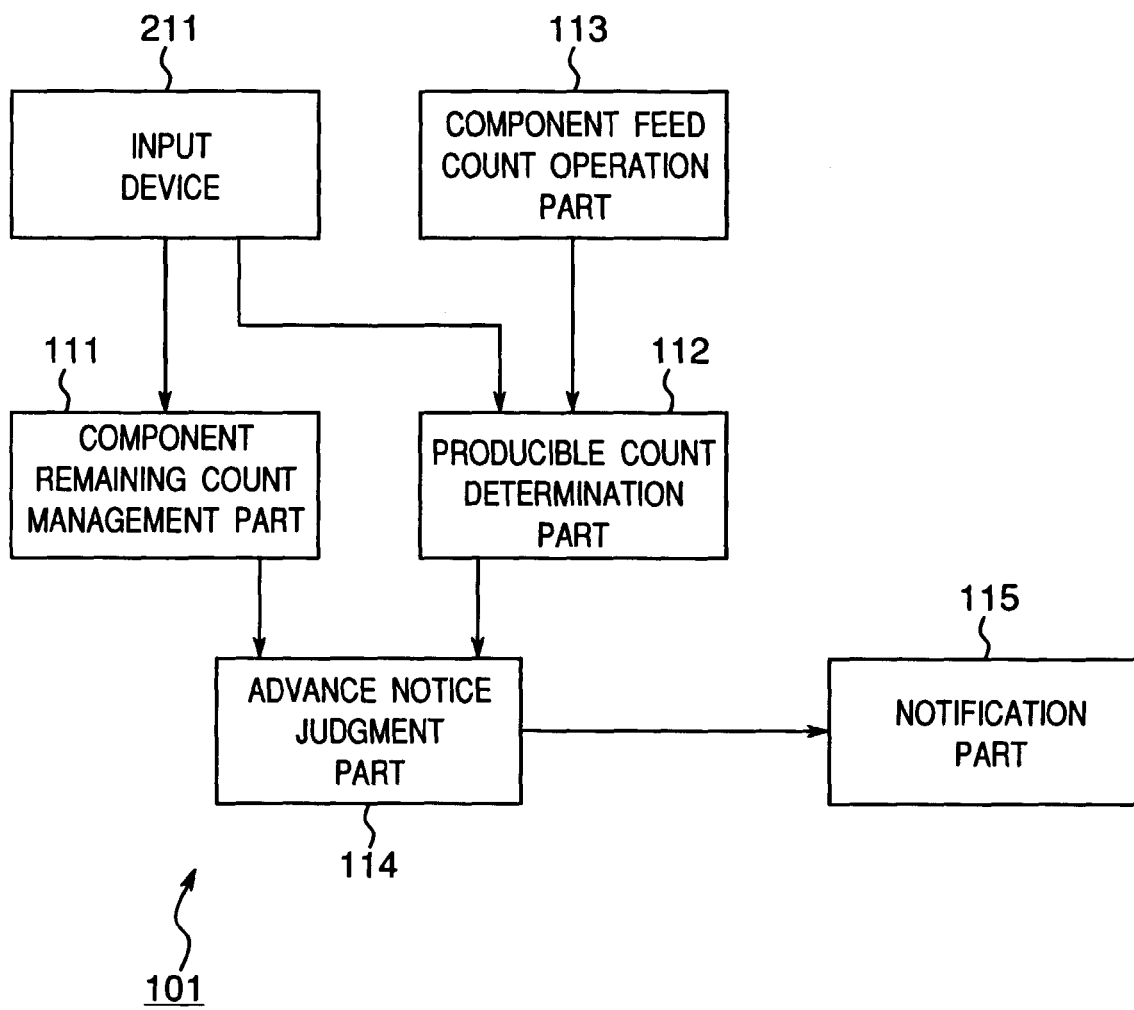 211
113
INPUT
DEVICE
COMPONENT FEED
COUNT OPERATION
PART
111
112
COMPONENT
REMAINING COUNT
MANAGEMENT PART
PRODUCIBLE COUNT
DETERMINATION
PART
115
ADVANCE NOTICE
JUDGMENT
PART
NOTIFICATION
PART
114
101